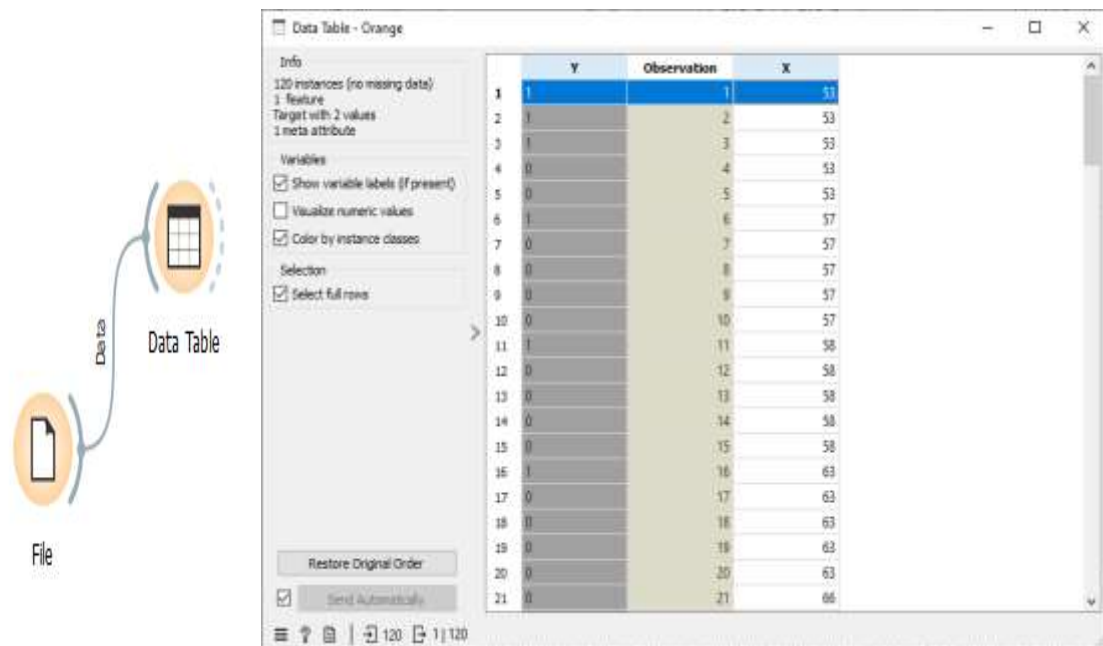 Data Table - Orange
Info
120 instances (no missing data)
1 feature
Target with 2 values
1 meta attribute
Variables
Show variable labels (if present)
Visualize numeric values
Color by instance classes
Selection
Select full rows
Restore Original Order
Send Automatically
120 1 | 120
Y Observation X
1 1 1 53
2 1 2 53
3 1 3 53
4 0 4 53
5 0 5 53
6 1 6 57
7 0 7 57
8 0 8 57
9 0 9 57
10 0 10 57
11 1 11 58
12 0 12 58
13 0 13 58
14 0 14 58
15 0 15 58
16 1 16 63
17 0 17 63
18 0 18 63
19 0 19 63
20 0 20 63
21 0 21 66
Data
Data Table
File